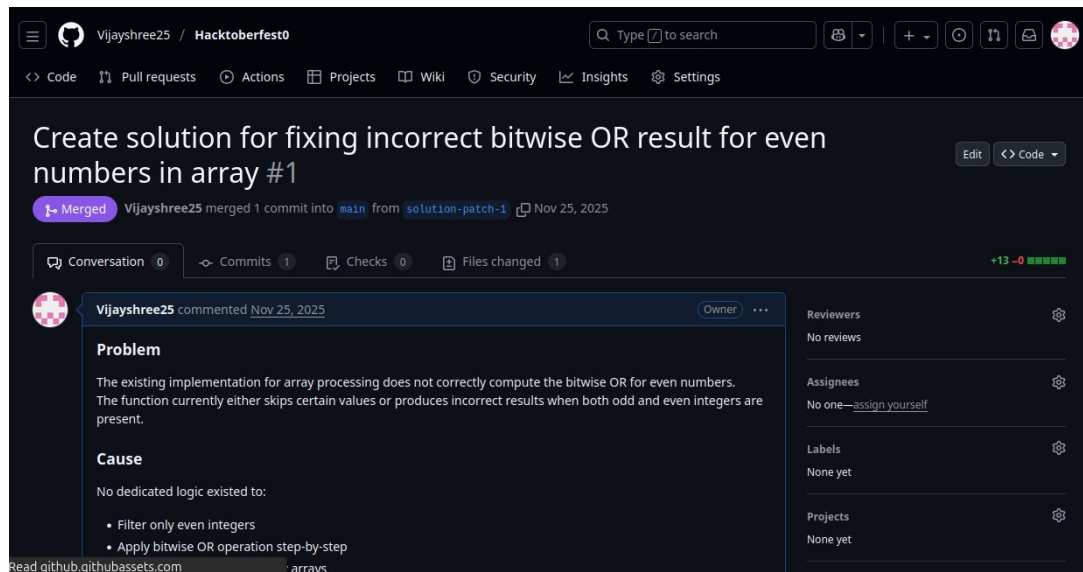 Vijayshree25 / Hacktoberfest0
Type / to search
Code Pull requests Actions Projects Wiki Security Insights Settings
Create solution for fixing incorrect bitwise OR result for even
numbers in array #1
Edit Code
Merged Vijayshree25 merged 1 commit into main from solution-patch-1 Nov 25, 2025
Conversation 0 Commits 1 Checks 0 Files changed 1
+13 −0
Vijayshree25 commented Nov 25, 2025 Owner
Problem
The existing implementation for array processing does not correctly compute the bitwise OR for even numbers.
The function currently either skips certain values or produces incorrect results when both odd and even integers are
present.
Cause
No dedicated logic existed to:
• Filter only even integers
• Apply bitwise OR operation step-by-step
arrays
Reviewers
No reviews
Assignees
No one—assign yourself
Labels
None yet
Projects
None yet
Read github.githubassets.com